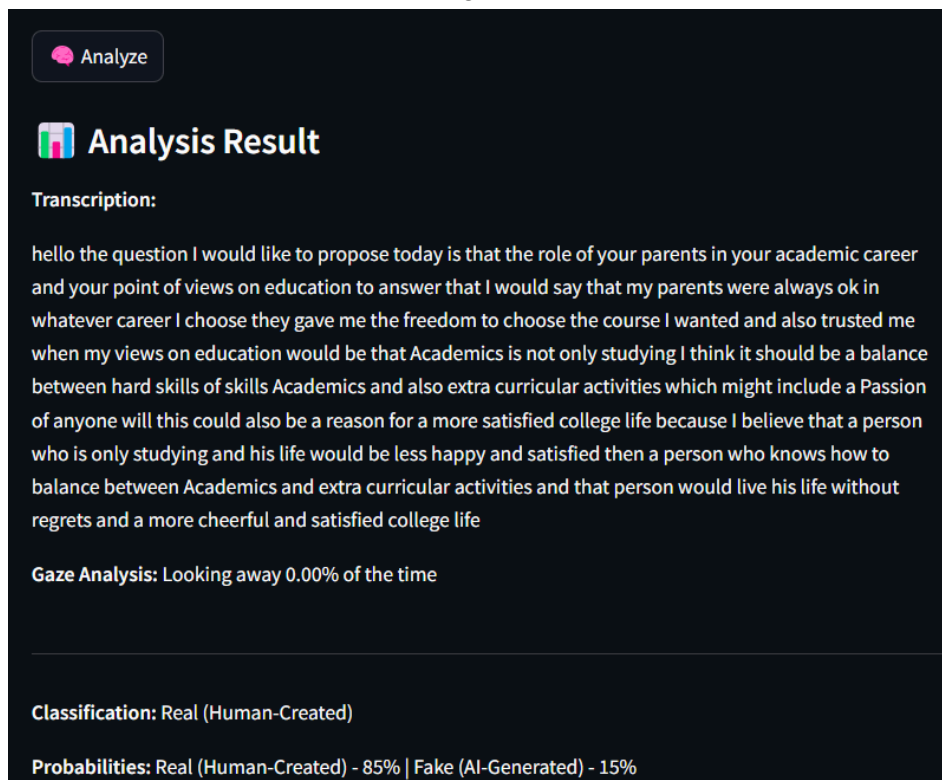 Analyze
Analysis Result
Transcription:
hello the question I would like to propose today is that the role of your parents in your academic career
and your point of views on education to answer that I would say that my parents were always ok in
whatever career I choose they gave me the freedom to choose the course I wanted and also trusted me
when my views on education would be that Academics is not only studying I think it should be a balance
between hard skills of skills Academics and also extra curricular activities which might include a Passion
of anyone will this could also be a reason for a more satisfied college life because I believe that a person
who is only studying and his life would be less happy and satisfied then a person who knows how to
balance between Academics and extra curricular activities and that person would live his life without
regrets and a more cheerful and satisfied college life
Gaze Analysis: Looking away 0.00% of the time
Classification: Real (Human-Created)
Probabilities: Real (Human-Created) - 85% | Fake (AI-Generated) - 15%